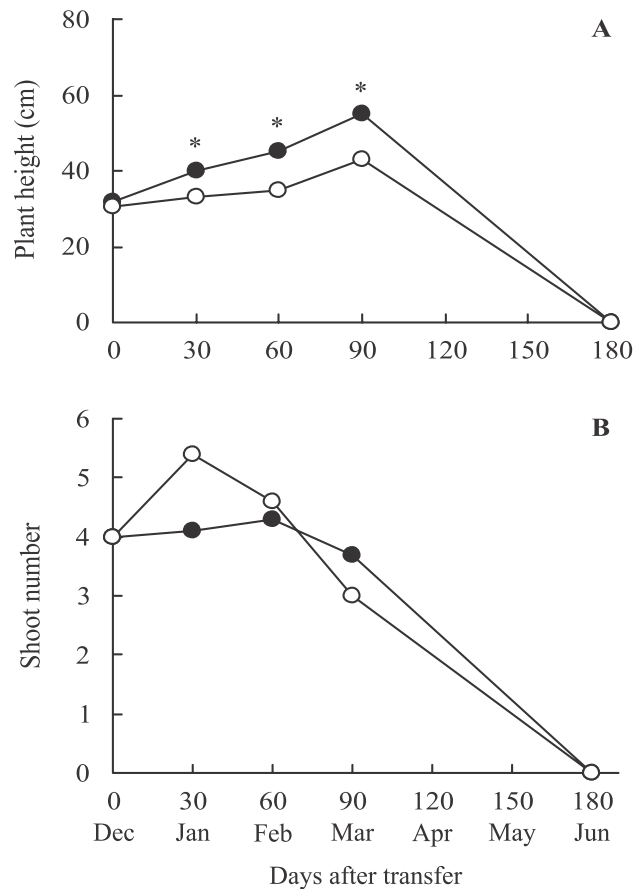 A
Plant height (cm)
80
60
40
20
0
* * *
0 30 60 90 120 150 180
B
Shoot number
6
5
4
3
2
1
0
0 30 60 90 120 150 180
Dec Jan Feb Mar Apr May Jun
Days after transfer